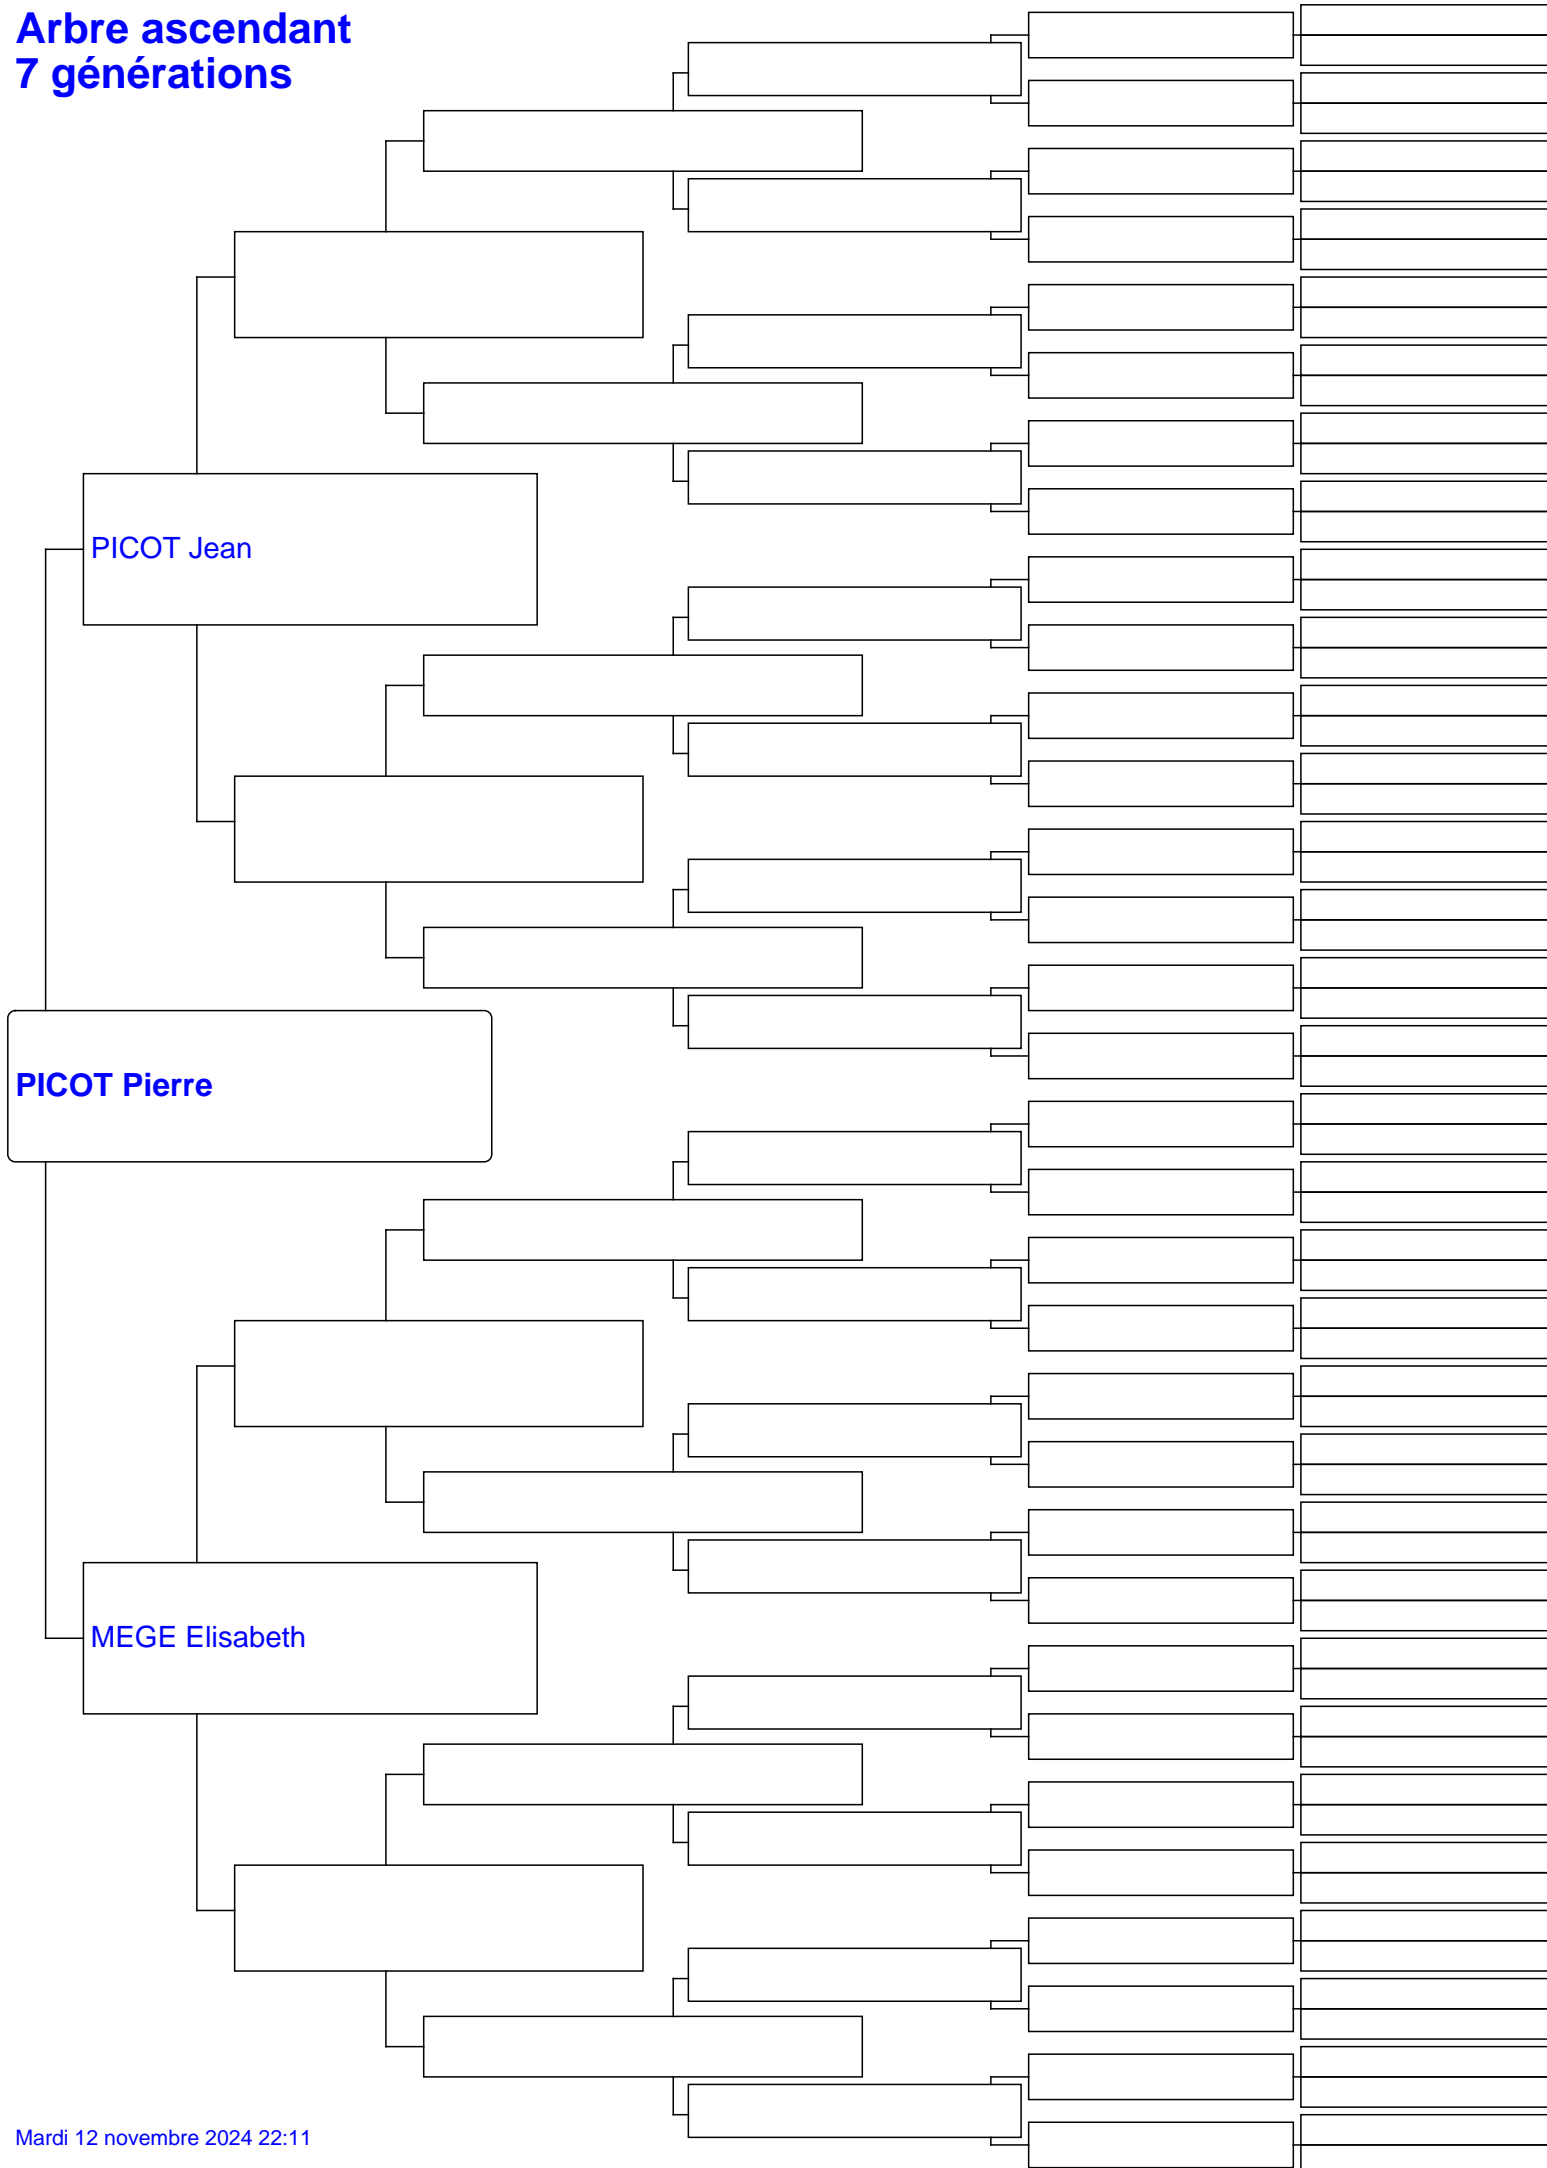 Arbre ascendant
7 générations
PICOT Jean
PICOT Pierre
MEGE Elisabeth
Mardi 12 novembre 2024 22:11